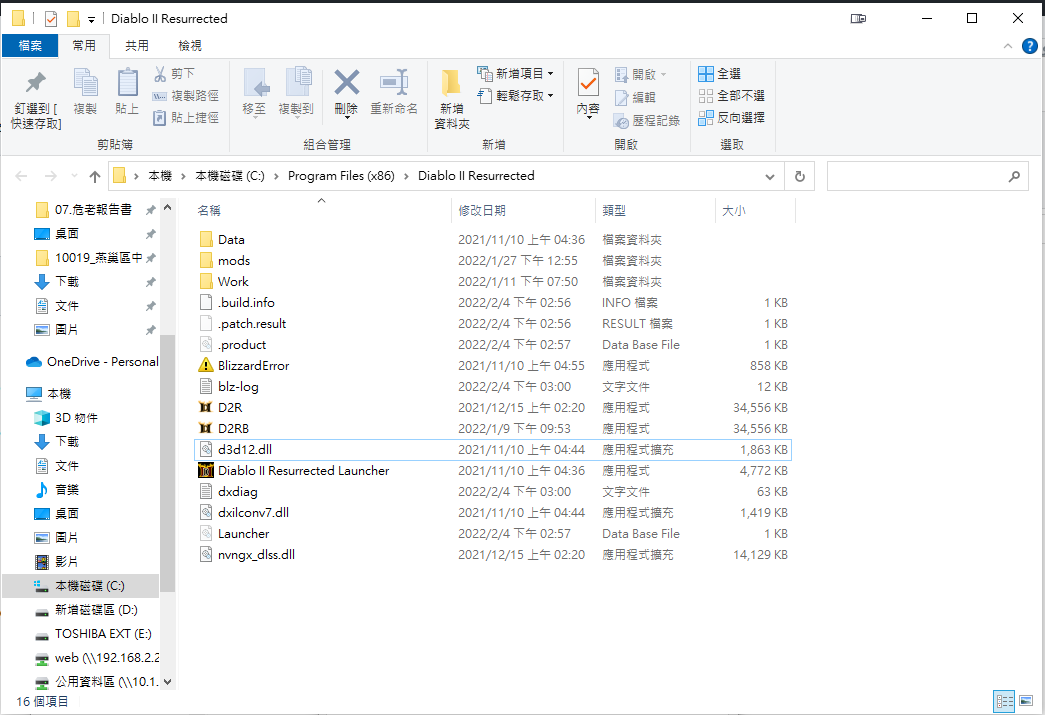 Diablo II Resurrected
檔案 常用 共用 檢視
釘選到 [快速存取]
複製
貼上
剪下
複製路徑
貼上捷徑
剪貼簿
移至
複製到
刪除
重新命名
組合管理
新增資料夾
新增項目
輕鬆存取
新增
內容
開啟
編輯
歷程記錄
開啟
全選
全部不選
反向選擇
選取
本機 > 本機磁碟 (C:) > Program Files (x86) > Diablo II Resurrected
07.危老報告書
桌面
10019_燕巢區中
下載
文件
圖片
OneDrive - Personal
本機
3D 物件
下載
文件
音樂
桌面
圖片
影片
本機磁碟 (C:)
新增磁碟區 (D:)
TOSHIBA EXT (E:)
web (\\192.168.2.2
公用資料區 (\\10.1.
名稱 修改日期 類型 大小
Data 2021/11/10 上午 04:36 檔案資料夾
mods 2022/1/27 下午 12:55 檔案資料夾
Work 2022/1/11 下午 07:50 檔案資料夾
.build.info 2022/2/4 下午 02:56 INFO 檔案 1 KB
.patch.result 2022/2/4 下午 02:56 RESULT 檔案 1 KB
.product 2022/2/4 下午 02:57 Data Base File 1 KB
BlizzardError 2021/11/10 上午 04:55 應用程式 858 KB
blz-log 2022/2/4 下午 03:00 文字文件 12 KB
D2R 2021/12/15 上午 02:20 應用程式 34,556 KB
D2RB 2022/1/9 下午 09:53 應用程式 34,556 KB
d3d12.dll 2021/11/10 上午 04:44 應用程式擴充 1,863 KB
Diablo II Resurrected Launcher 2021/11/10 上午 04:36 應用程式 4,772 KB
dxdiag 2022/2/4 下午 03:00 文字文件 63 KB
dxilconv7.dll 2021/11/10 上午 04:44 應用程式擴充 1,419 KB
Launcher 2022/2/4 下午 02:57 Data Base File 1 KB
nvngx_dlss.dll 2021/12/15 上午 02:20 應用程式擴充 14,129 KB
16 個項目